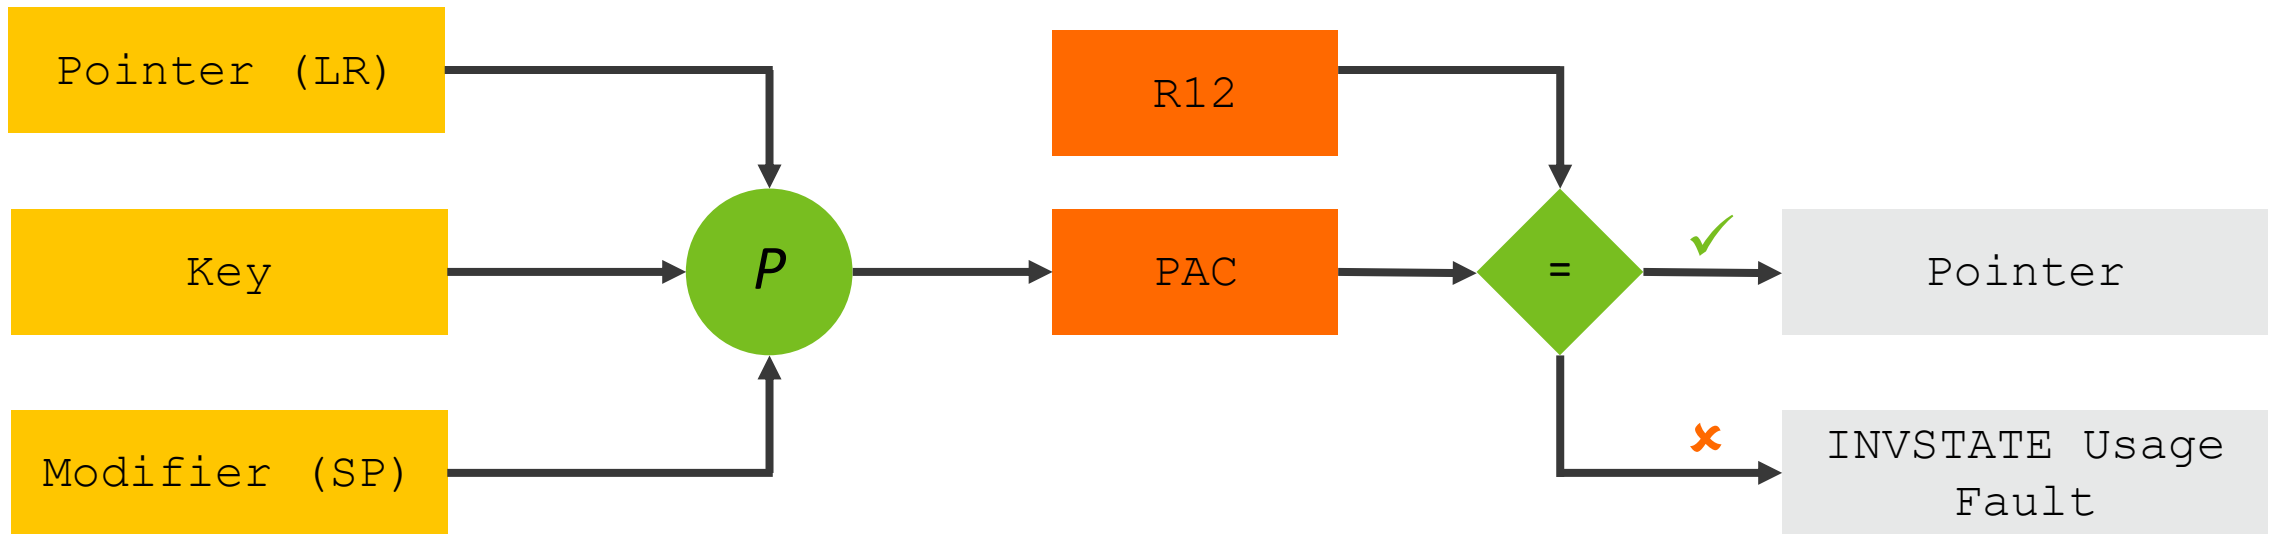 Pointer (LR)
R12
Key
P
PAC
=
Pointer
Modifier (SP)
INVSTATE Usage
Fault